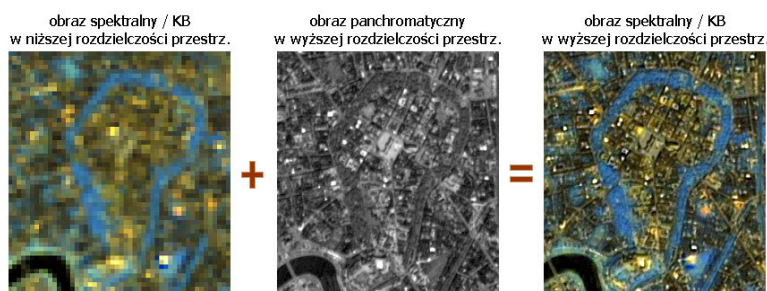 obraz spektralny / KB
w niższej rozdzielczości przestrz.
obraz panchromatyczny
w wyższej rozdzielczości przestrz.
obraz spektralny / KB
w wyższej rozdzielczości przestrz.
+
=